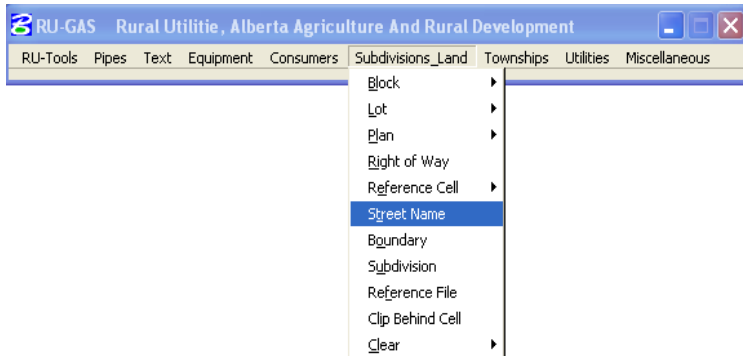 RU-GAS Rural Utilitie, Alberta Agriculture And Rural Development
RU-Tools Pipes Text Equipment Consumers Subdivisions_Land Townships Utilities Miscellaneous
Block
Lot
Plan
Right of Way
Reference Cell
Street Name
Boundary
Subdivision
Reference File
Clip Behind Cell
Clear